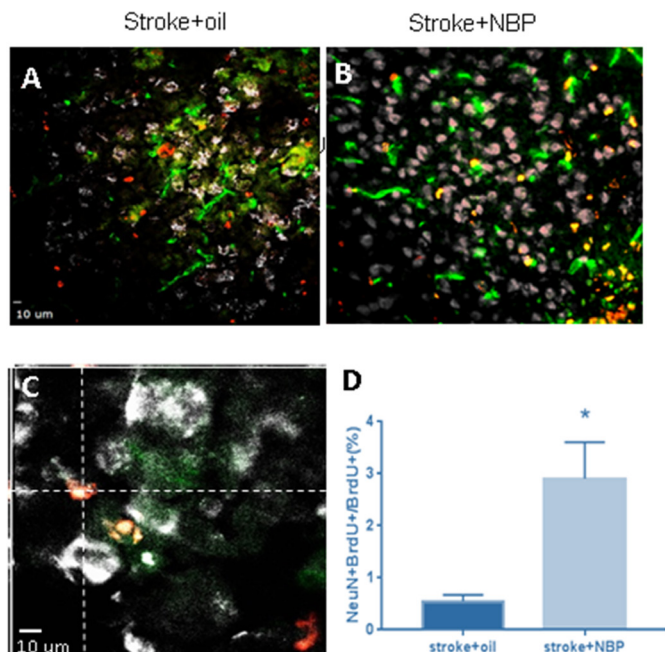 Stroke+oil
Stroke+NBP
A
B
10 um
C
10 um
D
NeuN+BrdU+/BrdU+(%)
4
3
2
1
0
*
stroke+oil
stroke+NBP